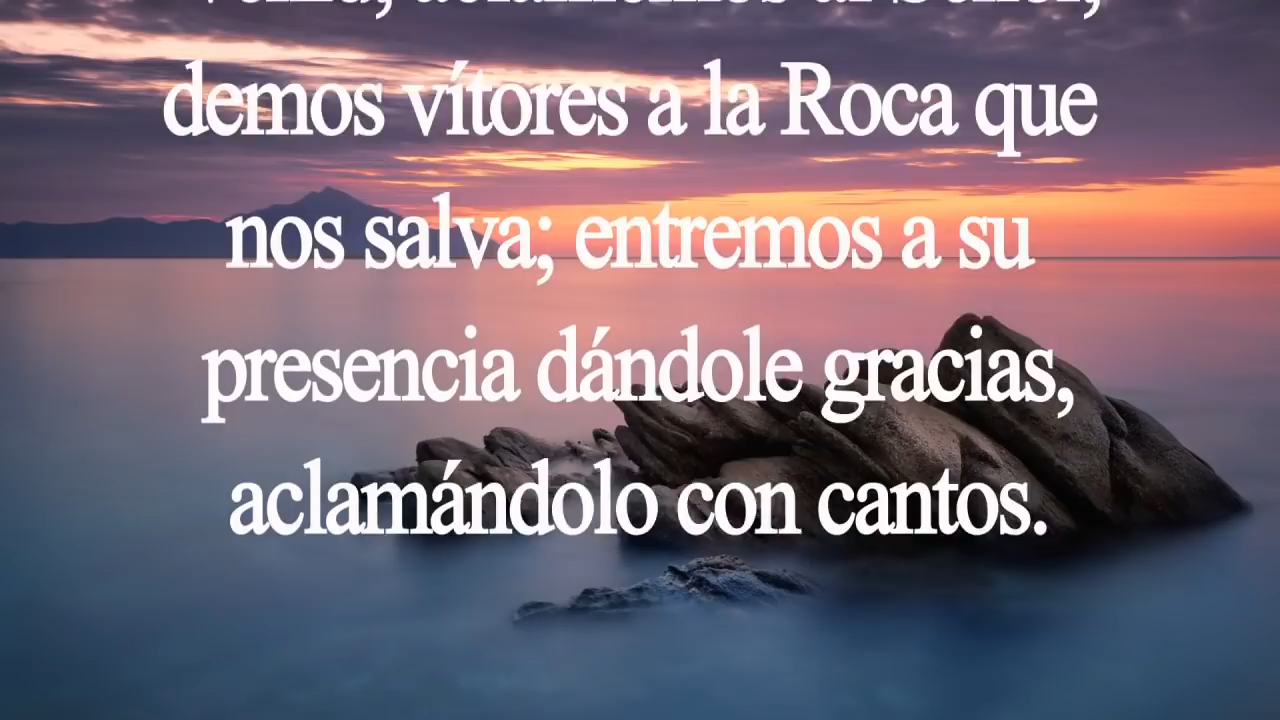 demos vítores a la Roca que
nos salva; entremos a su
presencia dándole gracias,
aclamándolo con cantos.